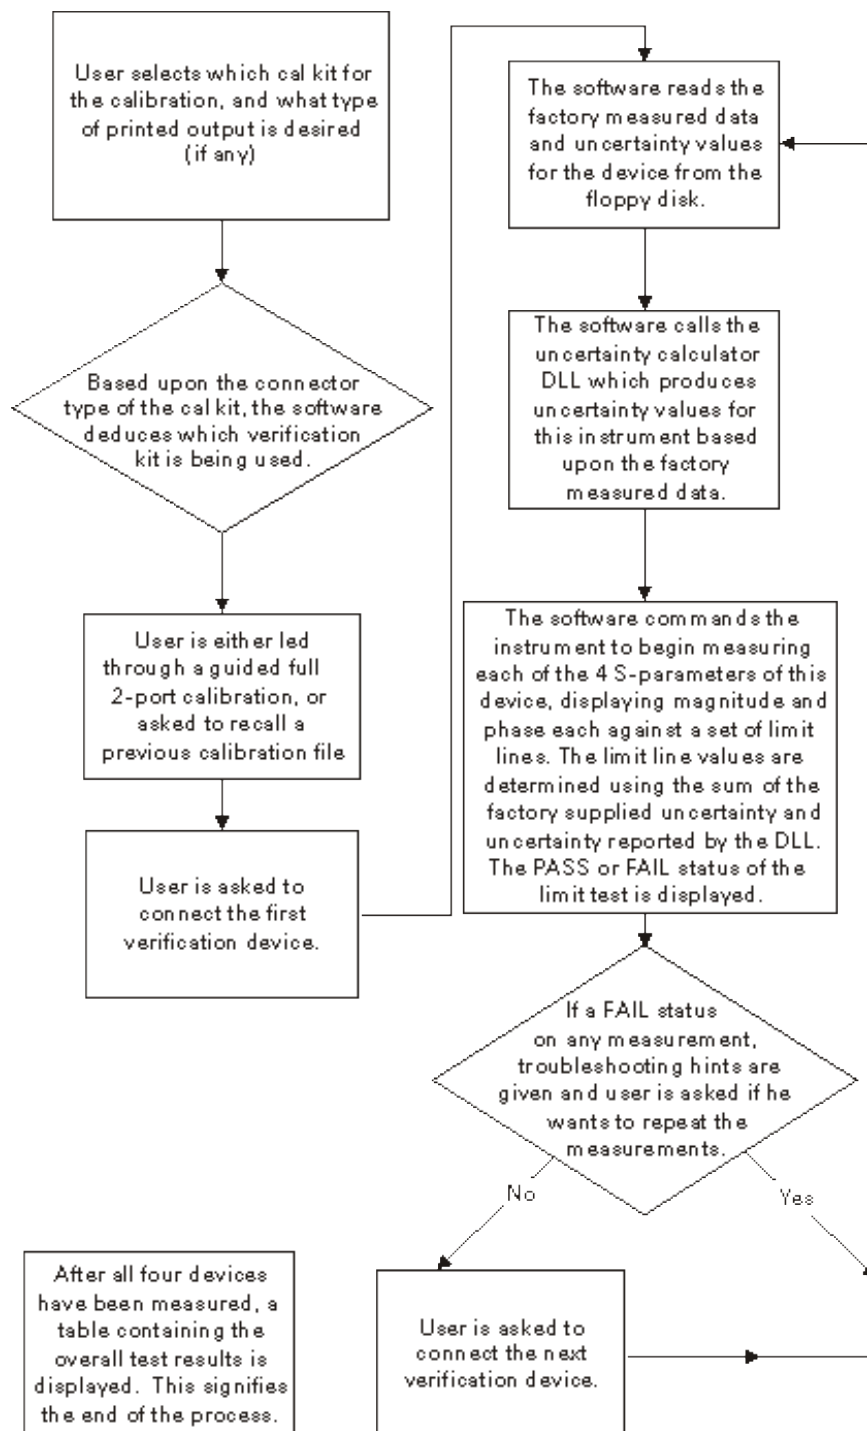 User selects which cal kit for
the calibration, and what type
of printed output is desired
(if any)
Based upon the connector
type of the cal kit, the software
deduces which verification
kit is being used.
User is either led
through a guided full
2-port calibration, or
asked to recall a
previous calibration file
User is asked to
connect the first
verification device.
The software reads the
factory measured data
and uncertainty values
for the device from the
floppy disk.
The software calls the
uncertainty calculator
DLL which produces
uncertainty values for
this instrument based
upon the factory
measured data.
The software commands the
instrument to begin measuring
each of the 4 S-parameters of this
device, displaying magnitude and
phase each against a set of limit
lines. The limit line values are
determined using the sum of the
factory supplied uncertainty and
uncertainty reported by the DLL.
The PASS or FAIL status of the
limit test is displayed.
If a FAIL status
on any measurement,
troubleshooting hints are
given and user is asked if he
wants to repeat the
measurements.
No
Yes
User is asked to
connect the next
verification device.
After all four devices
have been measured, a
table containing the
overall test results is
displayed. This signifies
the end of the process.